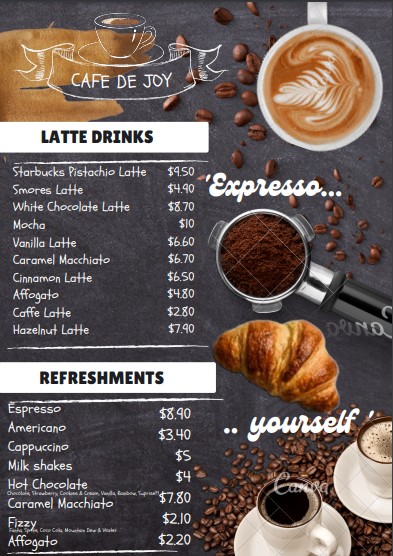 CAFE DE JOY
LATTE DRINKS
Starbucks Pistachio Latte $9.50
Smores Latte $4.90
White Chocolate Latte $8.70
Mocha $10
Vanilla Latte $6.60
Caramel Macchiato $6.70
Cinnamon Latte $6.50
Affogato $4.80
Caffe Latte $2.80
Hazelnut Latte $7.90
'Expresso...
.. yourself !'
REFRESHMENTS
Espresso $8.90
Americano $3.40
Cappuccino $5
Milk shakes $4
Hot Chocolate $7.80
Chocolate, Strawberry, Cookies & Cream, Vanilla, Rainbow,
Caramel Macchiato $2.10
Fizzy $2.20
Fanta, Sprite, Coco Cola, Mountain Dew & Water
Affogato
Canva
Canva